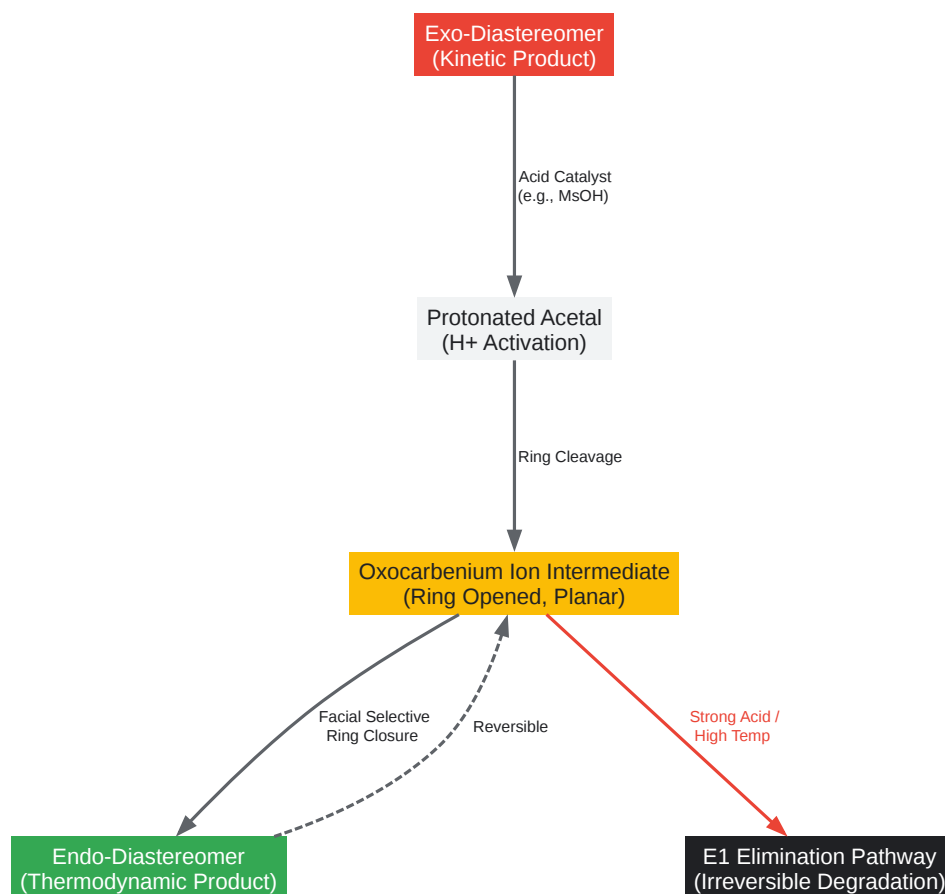 Exo-Diastereomer
(Kinetic Product)
Acid Catalyst
(e.g., MsOH)
Protonated Acetal
(H+ Activation)
Ring Cleavage
Oxocarbenium Ion Intermediate
(Ring Opened, Planar)
Facial Selective
Ring Closure
Reversible
Strong Acid /
High Temp
Endo-Diastereomer
(Thermodynamic Product)
E1 Elimination Pathway
(Irreversible Degradation)